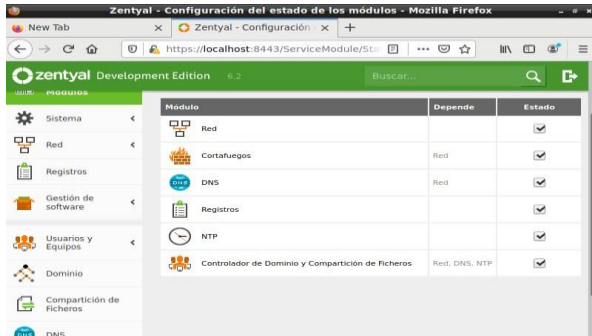 Zentyal - Configuración del estado de los módulos - Mozilla Firefox
New Tab
Zentyal - Configuración
https://localhost:8443/ServiceModule/Sta
zentyal Development Edition 6.2
Buscar...
Módulos
Sistema
Red
Registros
Gestión de
software
Usuarios y
Equipos
Dominio
Compartición de
Ficheros
DNS
Módulo Depende Estado
Red
Cortafuegos Red
DNS Red
Registros
NTP
Controlador de Dominio y Compartición de Ficheros Red, DNS, NTP